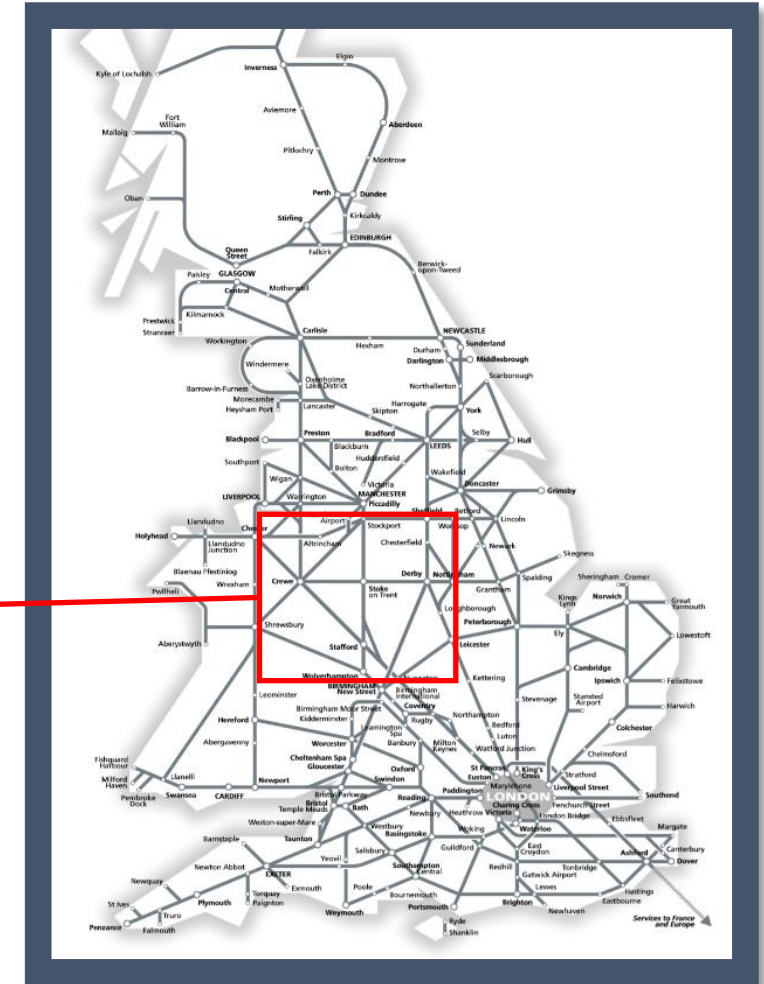 Elgin
Inverness
Kyle of Lochalsh
Aviemore
Fort
William
Aberdeen
Mallaig
Pitlochry
Montrose
Perth
Dundee
Oban
Kirkcaldy
Stirling
EDINBURGH
Falkirk
Queen
Street
Berwick-
upon-Tweed
Paisley
GLASGOW
Central
Motherwell
Prestwick
Kilmarnock
Stranraer
Carlisle
NEWCASTLE
Workington
Hexham
Durham
Sunderland
Darlington
Middlesbrough
Windermere
Scarborough
Oxenholme
Lake District
Barrow-In-Furness
Northallerton
Morecambe
Heysham Port
Lancaster
Harrogate
Skipton
York
Blackpool
Preston
Bradford
Selby
Hull
Blackburn
LEEDS
Huddersfield
Southport
Bolton
Wakefield
Wigan
Victoria
Doncaster
MANCHESTER
Piccadilly
Grimsby
LIVERPOOL
Warrington
Sheffield
Retford
Llandudno
Airport
Stockport
Worksop
Lincoln
Holyhead
Chester
Llandudno
Junction
Altrincham
Chesterfield
Newark
Skegness
Blaenau Ffestiniog
Derby
Nottingham
Pwllheli
Wrexham
Crewe
Stoke
on Trent
Grantham
Spalding
Sheringham
Cromer
Kings
Lynn
Norwich
Great
Yarmouth
Loughborough
Shrewsbury
Peterborough
Aberystwyth
Stafford
Leicester
Ely
Lowestoft
Wolverhampton
Cambridge
BIRMINGHAM
New Street
Kettering
Ipswich
Felixstowe
Birmingham
International
Leominster
Stansted
Airport
Stevenage
Harwich
Birmingham Moor Street
Coventry
Northampton
Hereford
Kidderminster
Rugby
Bedford
Colchester
Leamington
Spa
Luton
Abergavenny
Worcester
Banbury
Milton
Keynes
Watford Junction
Chelmsford
Fishguard
Harbour
Cheltenham Spa
Gloucester
Oxford
St Pancras
King's
Cross
Stratford
Milford
Haven
Llanelli
Newport
Swindon
Euston
Pembroke
Dock
Swansea
CARDIFF
Bristol Parkway
Paddington
Marylebone
Liverpool Street
Southend
Bristol
Temple Meads
Bath
Reading
LONDON
Charing Cross
Fenchurch Street
Weston-super-Mare
Newbury
Heathrow
Victoria
London Bridge
Ebbsfleet
Barnstaple
Taunton
Westbury
Basingstoke
Woking
Waterloo
Margate
Salisbury
Guildford
East
Croydon
Ashford
Canterbury
Newton Abbot
Yeovil
Southampton
Central
Redhill
Tonbridge
Dover
EXETER
Gatwick Airport
Newquay
Torquay
Paignton
Exmouth
Poole
Bournemouth
Lewes
Hastings
Eastbourne
St Ives
Plymouth
Weymouth
Portsmouth
Brighton
Newhaven
Truro
Penzance
Falmouth
Ryde
Shanklin
Services to France
and Europe